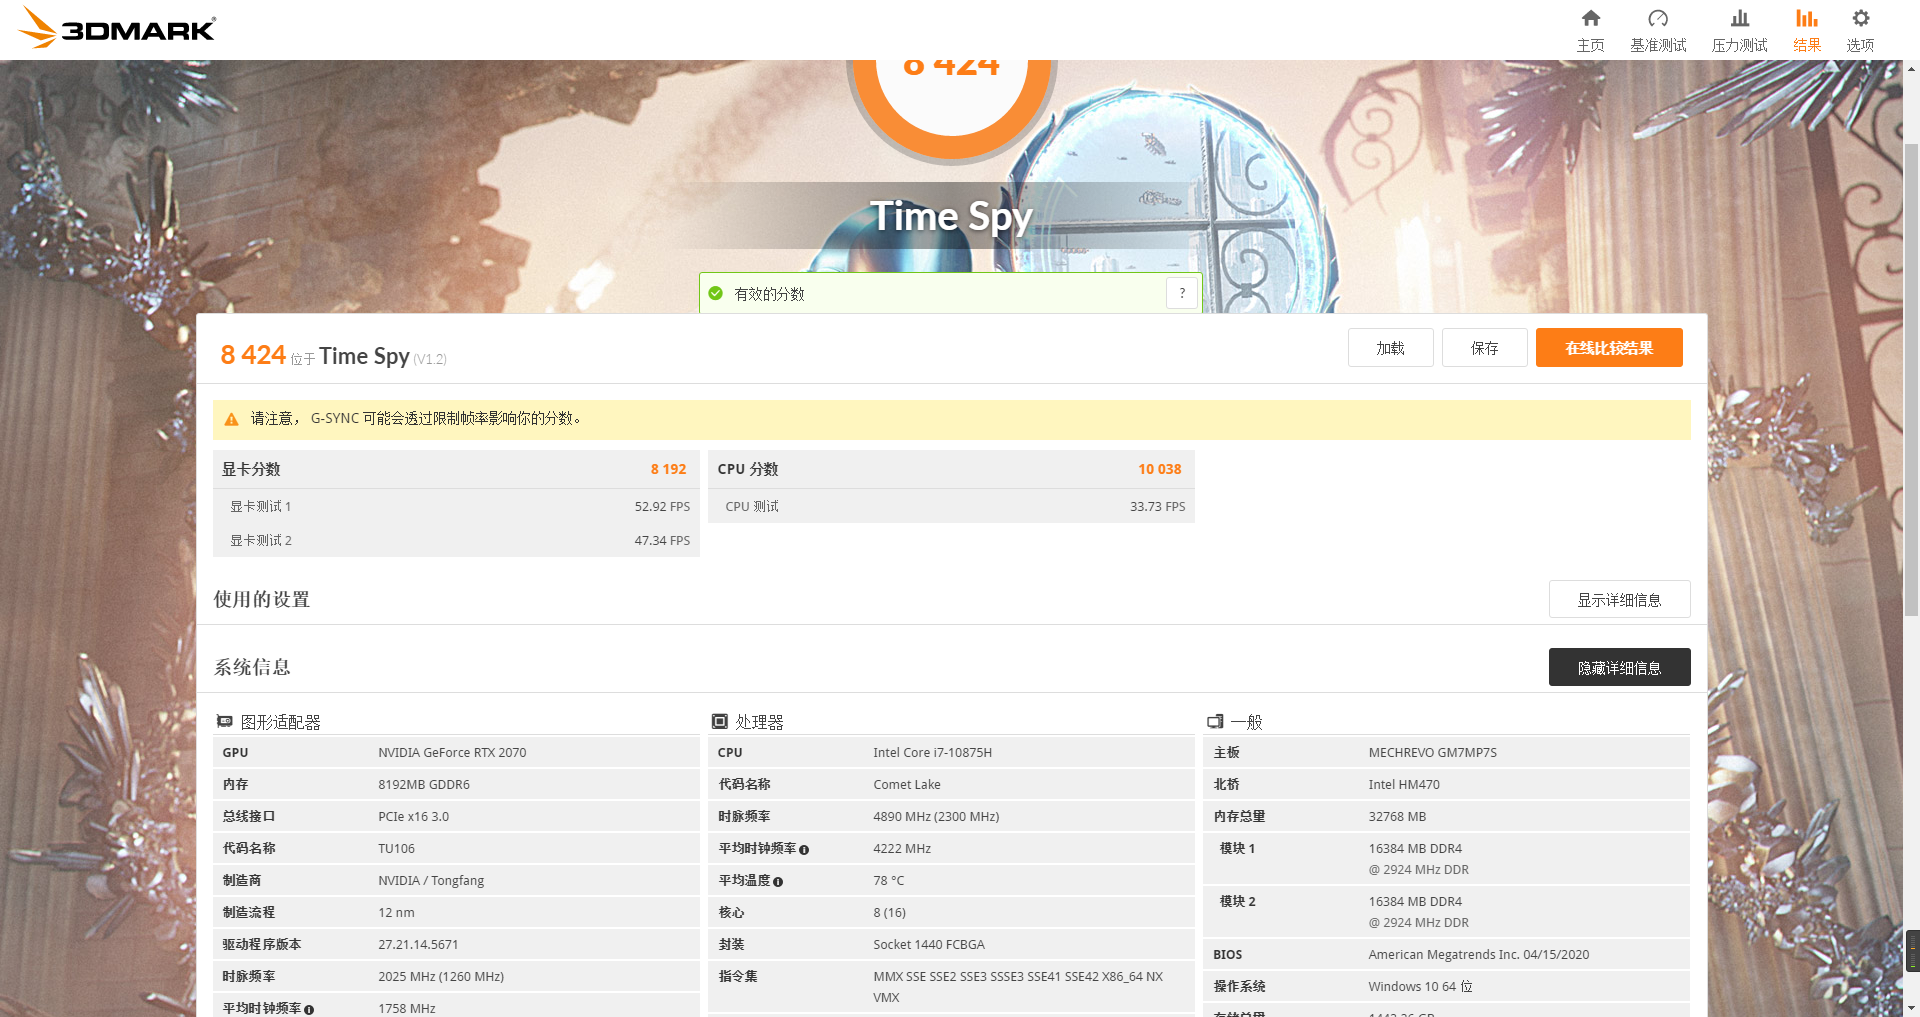 3DMARK
主页
基准测试
压力测试
结果
选项
8 424
Time Spy
有效的分数
?
8 424 位于 Time Spy (V1.2)
加载
保存
在线比较结果
请注意， G-SYNC 可能会透过限制帧率影响你的分数。
显卡分数 8 192
显卡测试 1 52.92 FPS
显卡测试 2 47.34 FPS
CPU 分数 10 038
CPU 测试 33.73 FPS
使用的设置
显示详细信息
系统信息
隐藏详细信息
图形适配器
GPU NVIDIA GeForce RTX 2070
内存 8192MB GDDR6
总线接口 PCIe x16 3.0
代码名称 TU106
制造商 NVIDIA / Tongfang
制造流程 12 nm
驱动程序版本 27.21.14.5671
时脉频率 2025 MHz (1260 MHz)
平均时钟频率 1758 MHz
处理器
CPU Intel Core i7-10875H
代码名称 Comet Lake
时脉频率 4890 MHz (2300 MHz)
平均时钟频率 4222 MHz
平均温度 78 °C
核心 8 (16)
封装 Socket 1440 FCBGA
指令集 MMX SSE SSE2 SSE3 SSSE3 SSE41 SSE42 X86_64 NX
VMX
一般
主板 MECHREVO GM7MP7S
北桥 Intel HM470
内存总量 32768 MB
模块 1 16384 MB DDR4
@ 2924 MHz DDR
模块 2 16384 MB DDR4
@ 2924 MHz DDR
BIOS American Megatrends Inc. 04/15/2020
操作系统 Windows 10 64 位